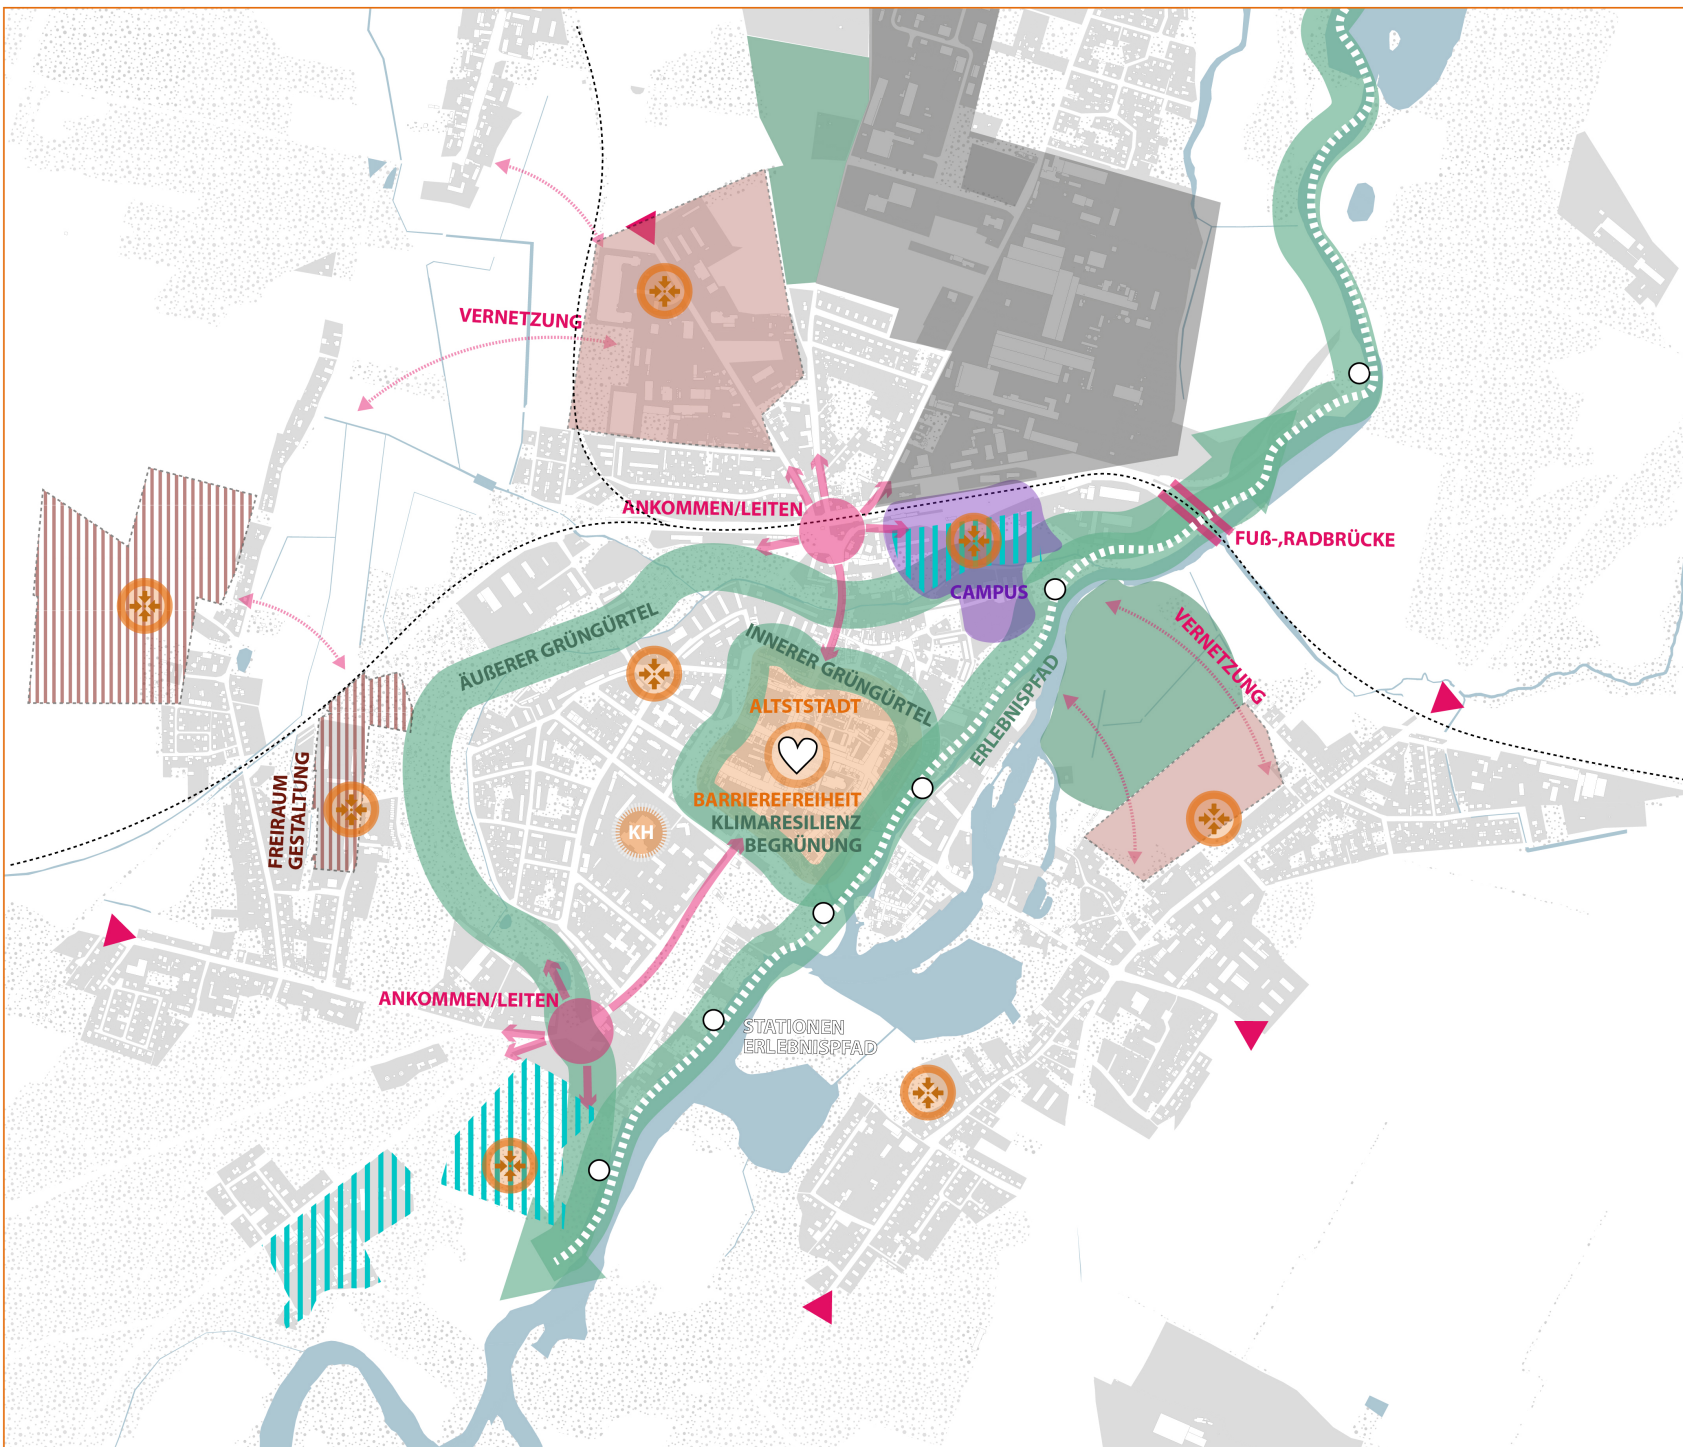 VERNETZUNG
ANKOMMEN/LEITEN
FUß-,RADBRÜCKE
CAMPUS
ÄUßERER GRÜNGÜRTEL
INNERER GRÜNGÜRTEL
VERNETZUNG
ERLEBNISPFAD
ALTSTSTADT
BARRIEREFREIHEIT
KLIMARESILIENZ
BEGRÜNUNG
KH
FREIRAUM
GESTALTUNG
ANKOMMEN/LEITEN
STATIONEN
ERLEBNISPFAD